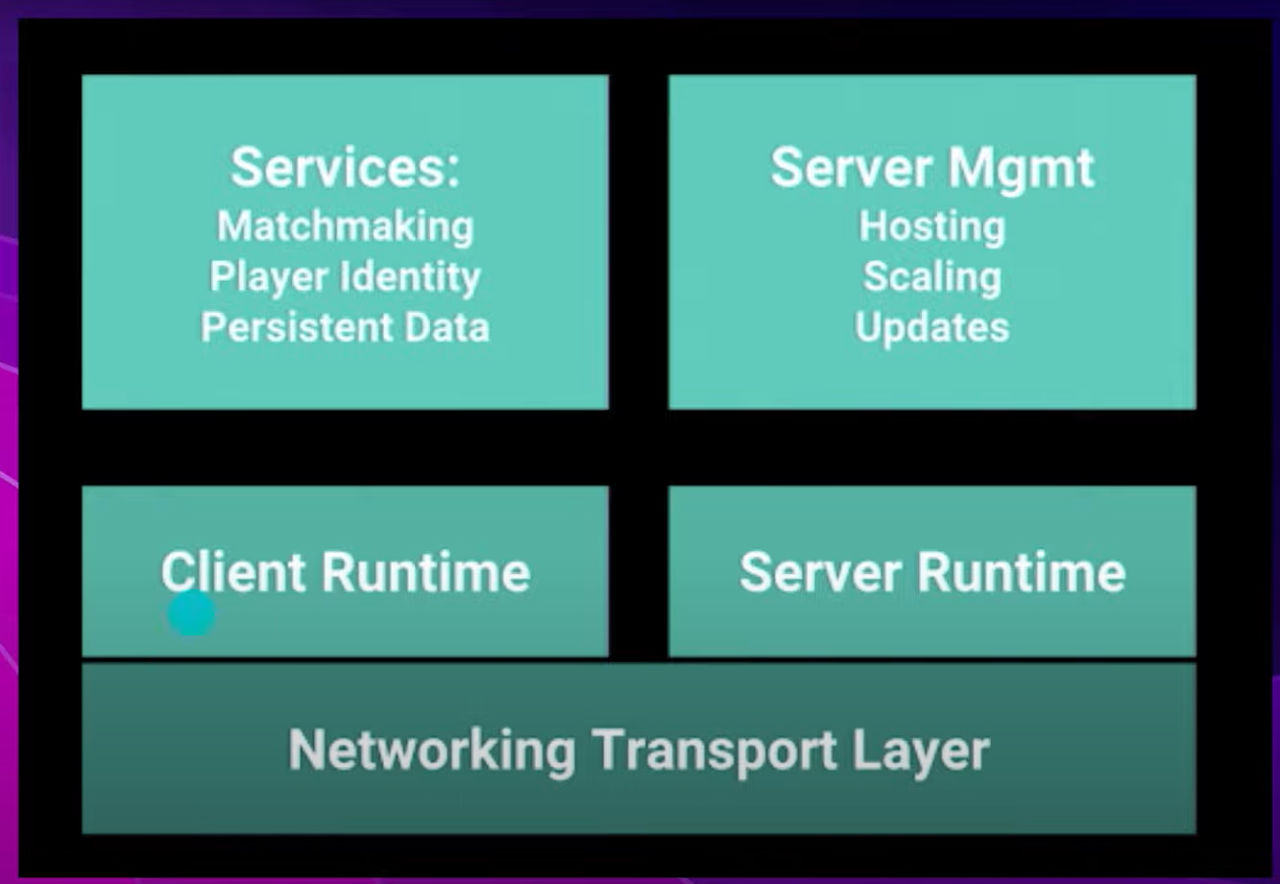 Services:
Matchmaking
Player Identity
Persistent Data
Server Mgmt
Hosting
Scaling
Updates
Client Runtime
Server Runtime
Networking Transport Layer